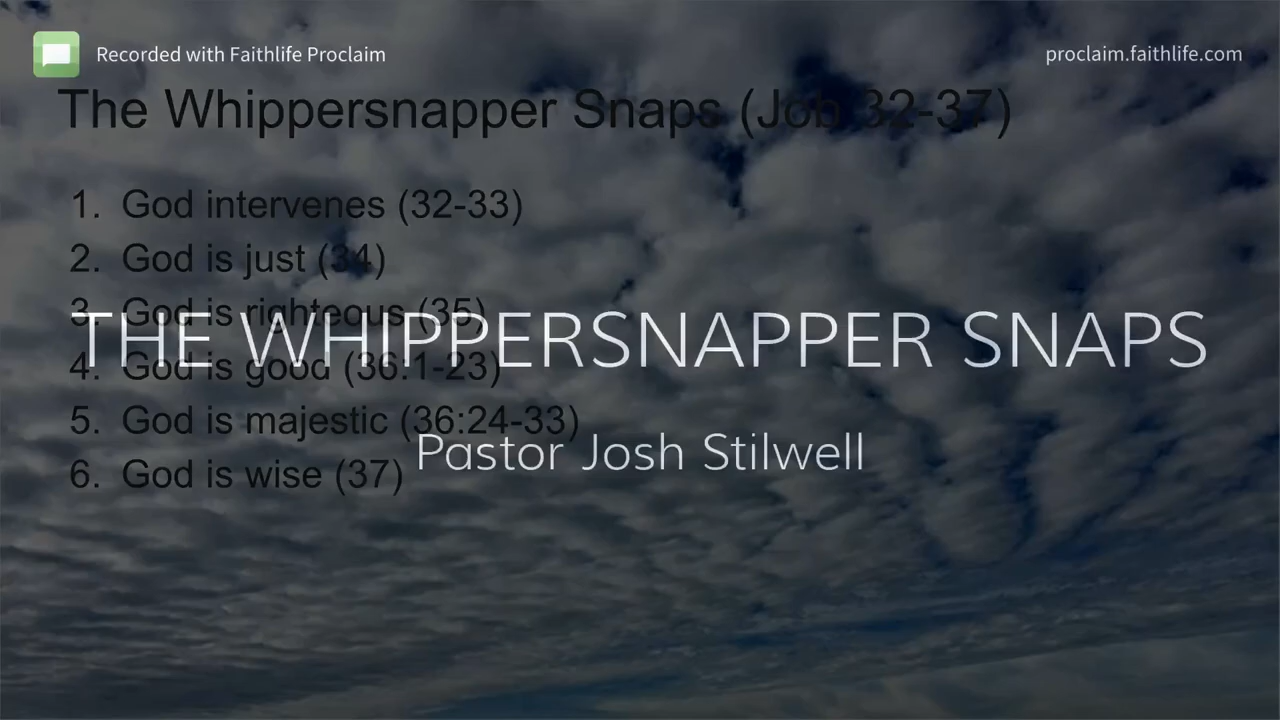 Recorded with Faithlife Proclaim
proclaim.faithlife.com
The Whippersnapper Snaps (Job 32-37)
1. God intervenes (32-33)
2. God is just (34)
3. God is righteous (35)
THE WHIPPERSNAPPER SNAPS
4. God is good (36:1-23)
5. God is majestic (36:24-33)
Pastor Josh Stilwell
6. God is wise (37)